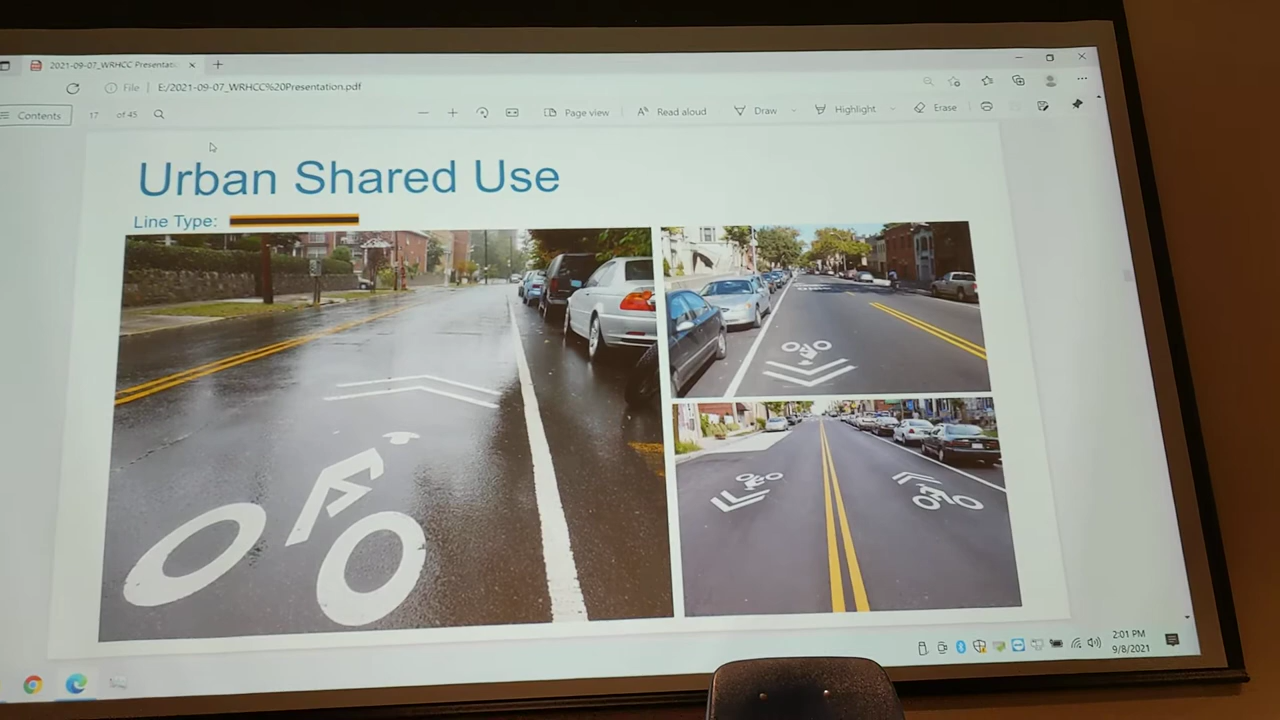 2021-09-07_WRHCC Presentati
File
E:/2021-09-07_WRHCC%20Presentation.pdf
Contents
17 of 45
Page view
Read aloud
Draw
Highlight
Erase
Urban Shared Use
Line Type:
2:01 PM
9/8/2021